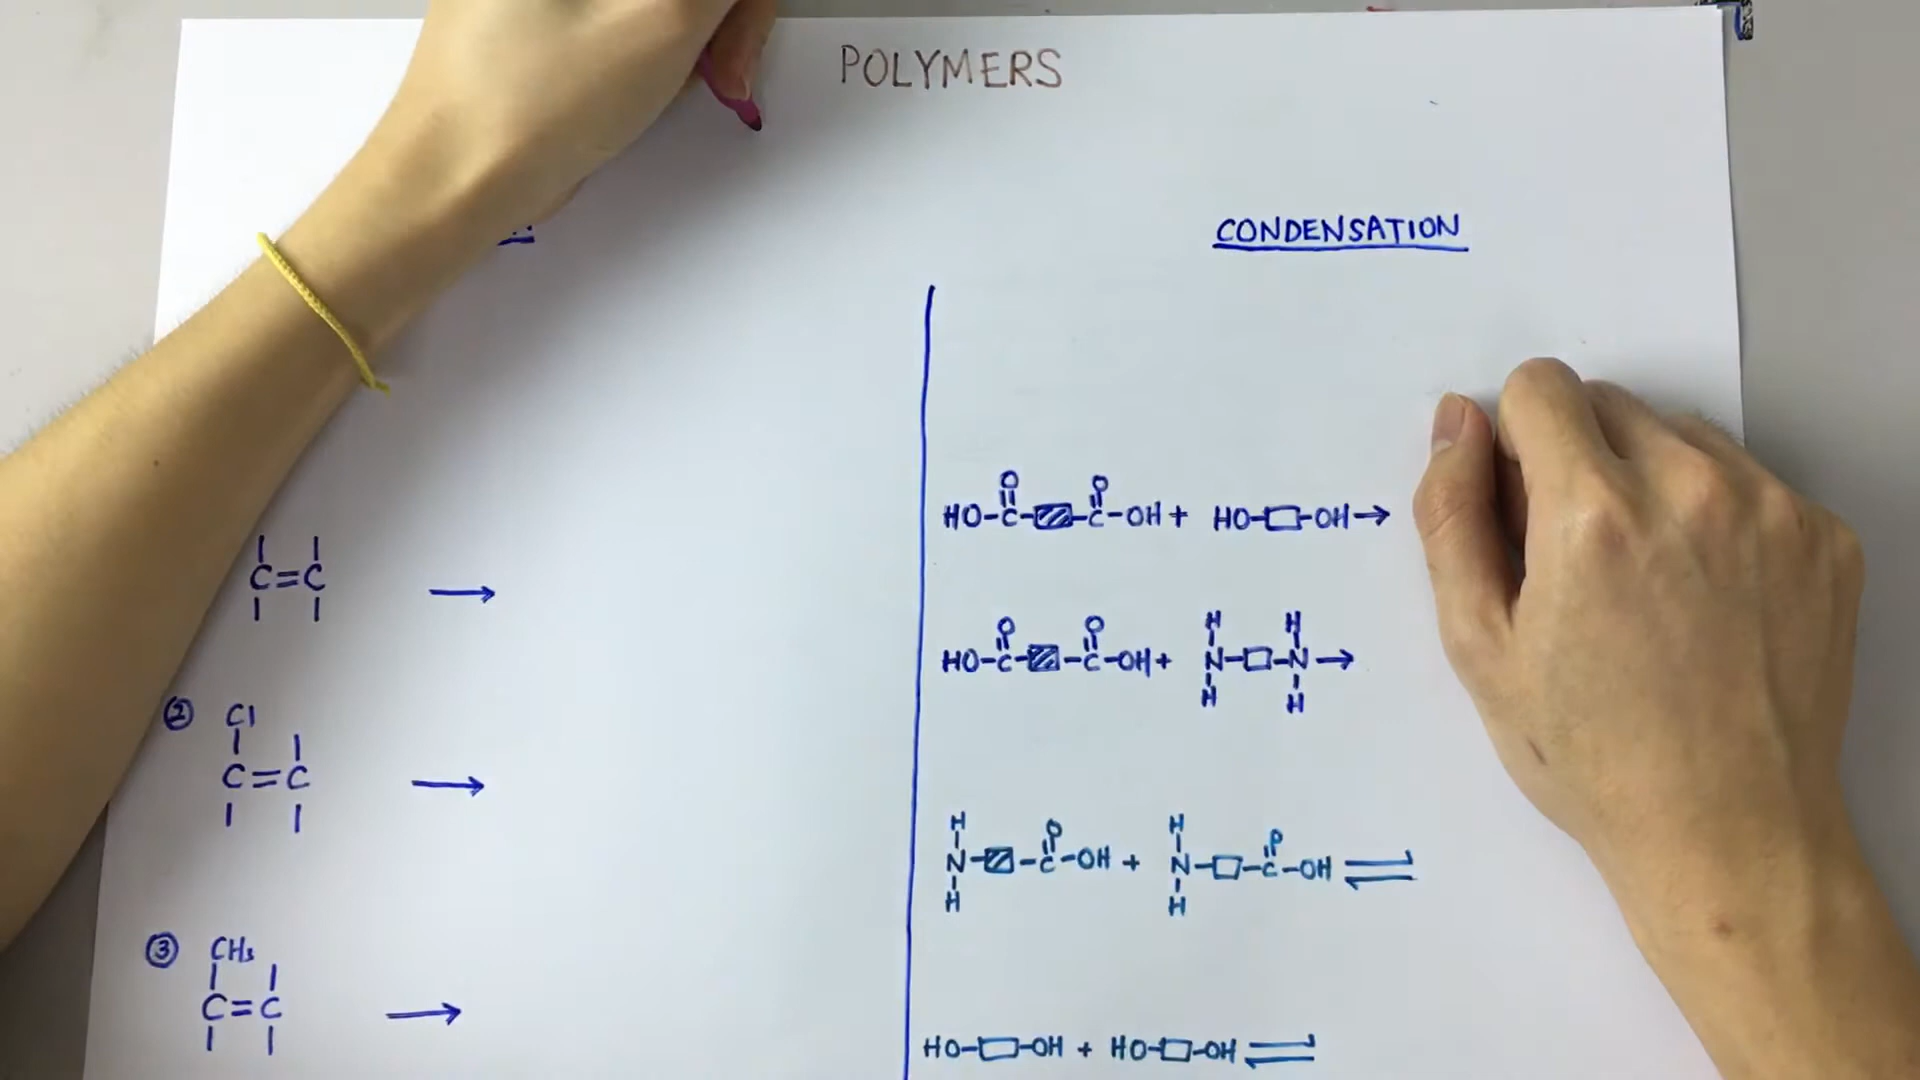 POLYMERS
CONDENSATION
C=C →
② Cl
C=C →
③ CH₃
C=C →
O O
HO-C-▨-C-OH + HO-□-OH →
O O H H
HO-C-▨-C-OH + N-□-N →
H H
H O H O
N-▨-C-OH + N-□-C-OH ⇌
H H
HO-□-OH + HO-□-OH ⇌